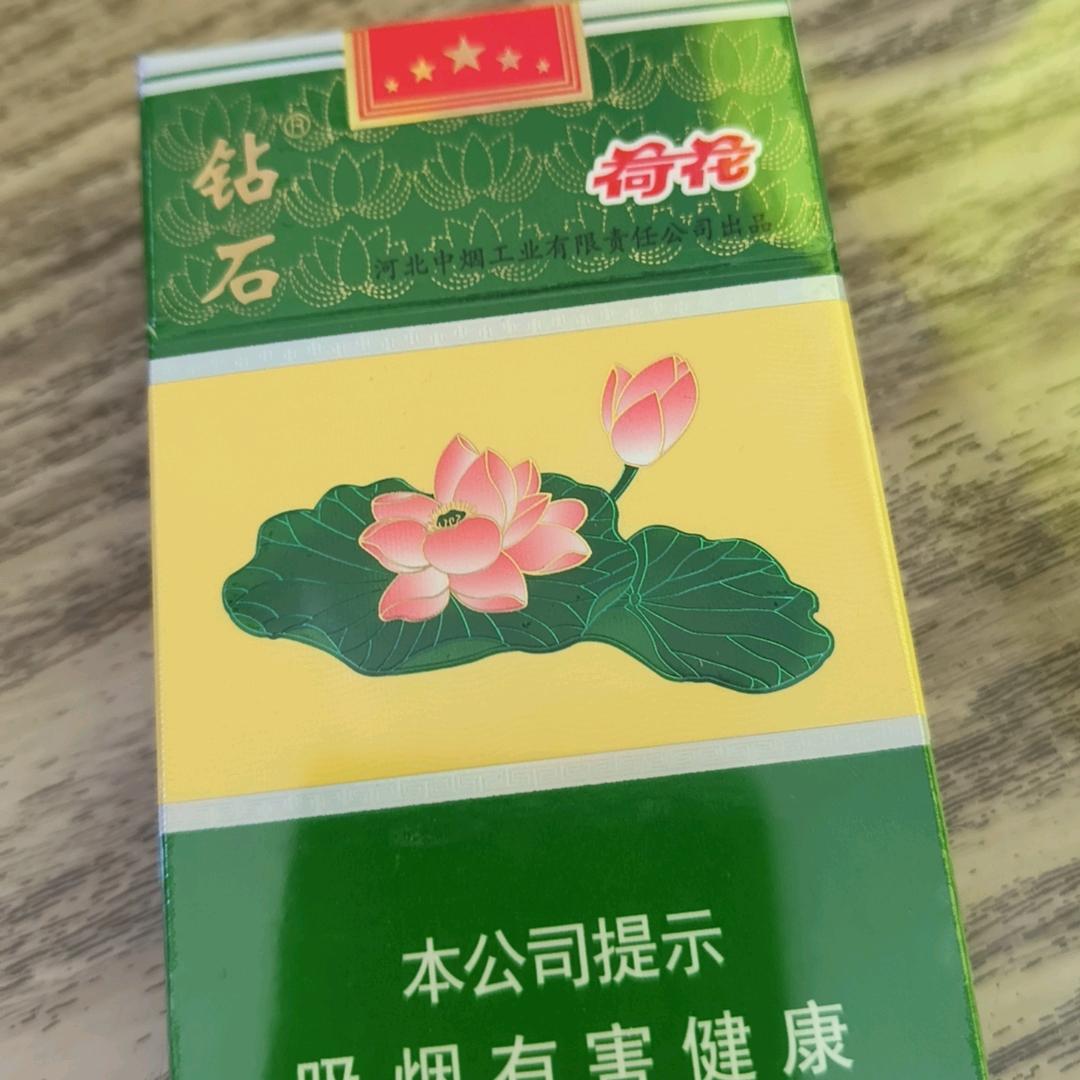 钻石®
荷花
河北中烟工业有限责任公司出品
本公司提示
吸烟有害健康